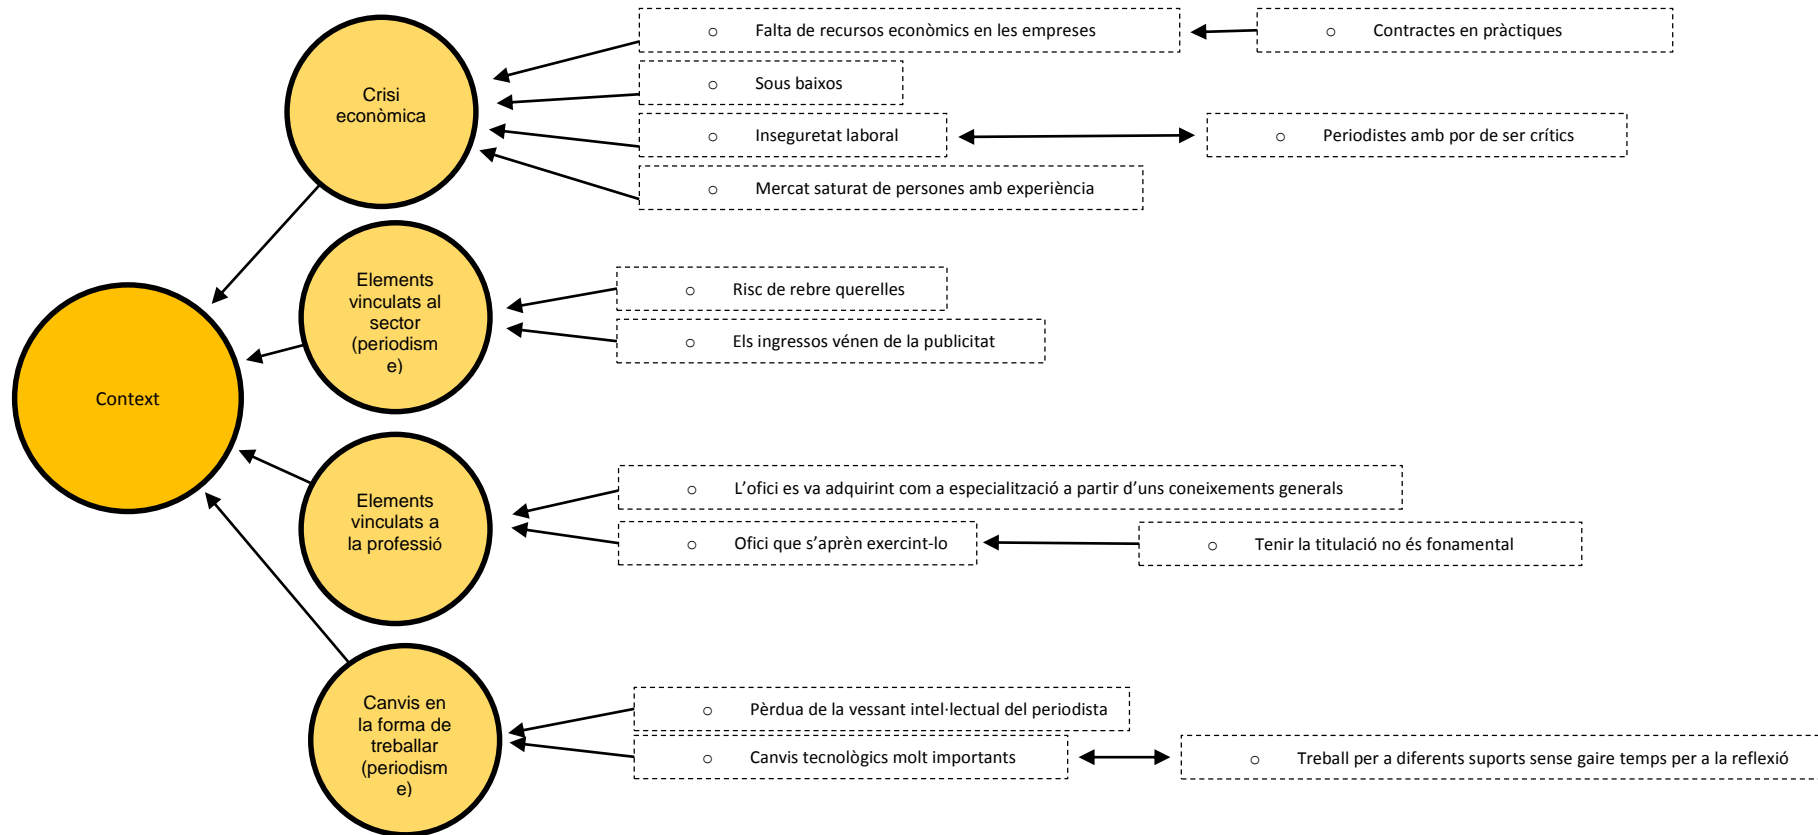 Crisi
econòmica
o Falta de recursos econòmics en les empreses
o Contractes en pràctiques
o Sous baixos
o Inseguretat laboral
o Periodistes amb por de ser crítics
o Mercat saturat de persones amb experiència
Elements
vinculats al
sector
(periodism
e)
o Risc de rebre querelles
o Els ingressos vénen de la publicitat
Context
Elements
vinculats a
la professió
o L’ofici es va adquirint com a especialització a partir d’uns coneixements generals
o Ofici que s’aprèn exercint-lo
o Tenir la titulació no és fonamental
Canvis en
la forma de
treballar
(periodism
e)
o Pèrdua de la vessant intel·lectual del periodista
o Canvis tecnològics molt importants
o Treball per a diferents suports sense gaire temps per a la reflexió